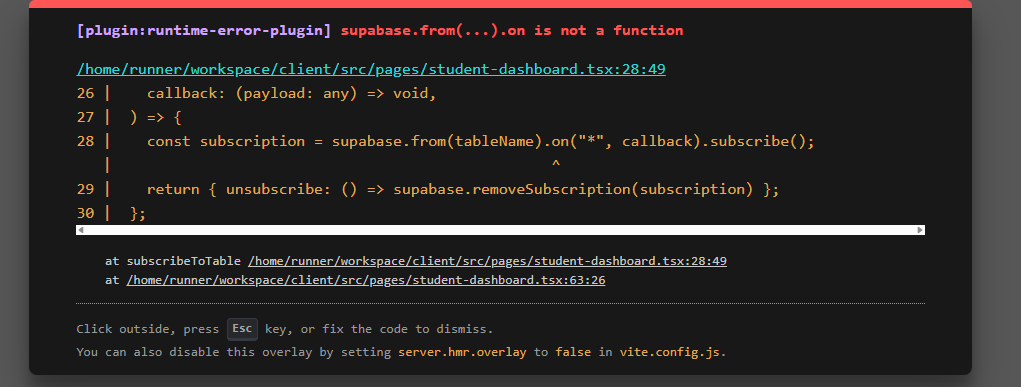 [plugin:runtime-error-plugin] supabase.from(...).on is not a function
/home/runner/workspace/client/src/pages/student-dashboard.tsx:28:49
26 |    callback: (payload: any) => void,
27 |  ) => {
28 |    const subscription = supabase.from(tableName).on("*", callback).subscribe();
   |                                                  ^
29 |    return { unsubscribe: () => supabase.removeSubscription(subscription) };
30 |  };
at subscribeToTable /home/runner/workspace/client/src/pages/student-dashboard.tsx:28:49
at /home/runner/workspace/client/src/pages/student-dashboard.tsx:63:26
Click outside, press Esc key, or fix the code to dismiss.
You can also disable this overlay by setting server.hmr.overlay to false in vite.config.js.